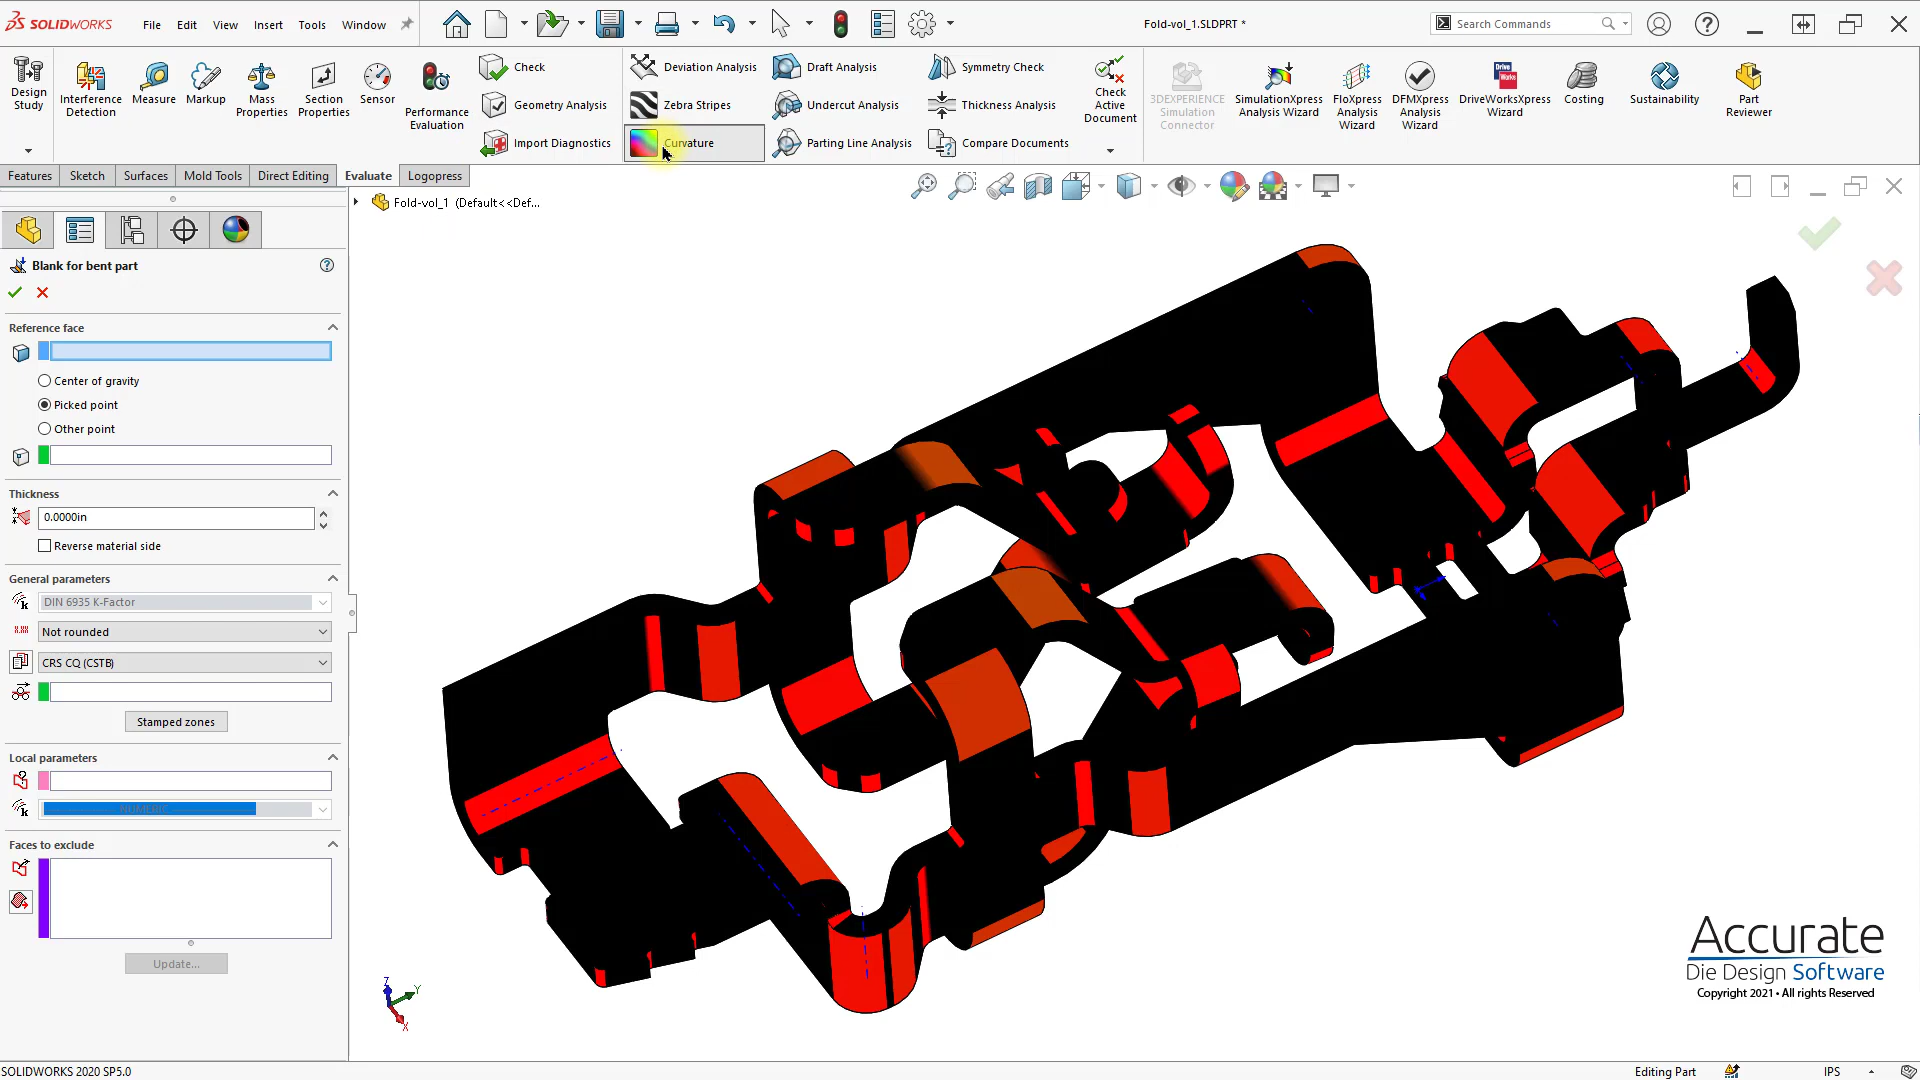 SOLIDWORKS
File Edit View Insert Tools Window
Fold-vol_1.SLDPRT *
Search Commands
Design Study
Interference Detection
Measure
Markup
Mass Properties
Section Properties
Sensor
Performance Evaluation
Check
Geometry Analysis
Import Diagnostics
Deviation Analysis
Zebra Stripes
Curvature
Draft Analysis
Undercut Analysis
Parting Line Analysis
Symmetry Check
Thickness Analysis
Compare Documents
Check Active Document
3DEXPERIENCE Simulation Connector
SimulationXpress Analysis Wizard
FloXpress Analysis Wizard
DFMXpress Analysis Wizard
DriveWorksXpress Wizard
Costing
Sustainability
Part Reviewer
Features Sketch Surfaces Mold Tools Direct Editing Evaluate Logopress
Fold-vol_1 (Default<<Def...
Blank for bent part
Reference face
Center of gravity
Picked point
Other point
Thickness
0.0000in
Reverse material side
General parameters
DIN 6935 K-Factor
Not rounded
CRS CQ (CSTB)
Stamped zones
Local parameters
Faces to exclude
Update...
Z
Y
X
Accurate
Die Design Software
Copyright 2021 • All rights Reserved
SOLIDWORKS 2020 SP5.0
Editing Part
IPS